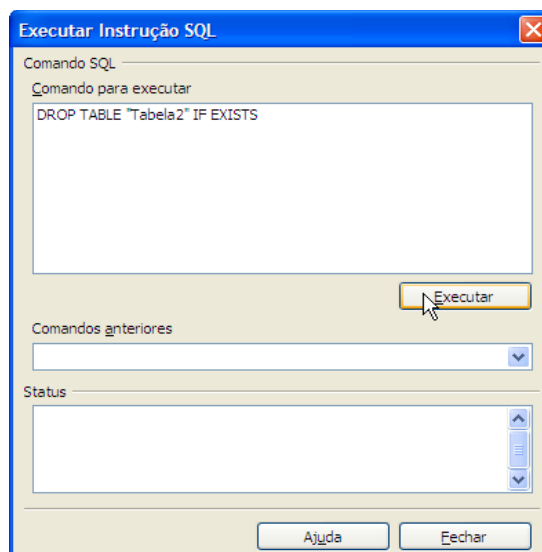 Executar Instrução SQL
Comando SQL
Comando para executar
DROP TABLE "Tabela2" IF EXISTS
Executar
Comandos anteriores
Status
Ajuda Fechar